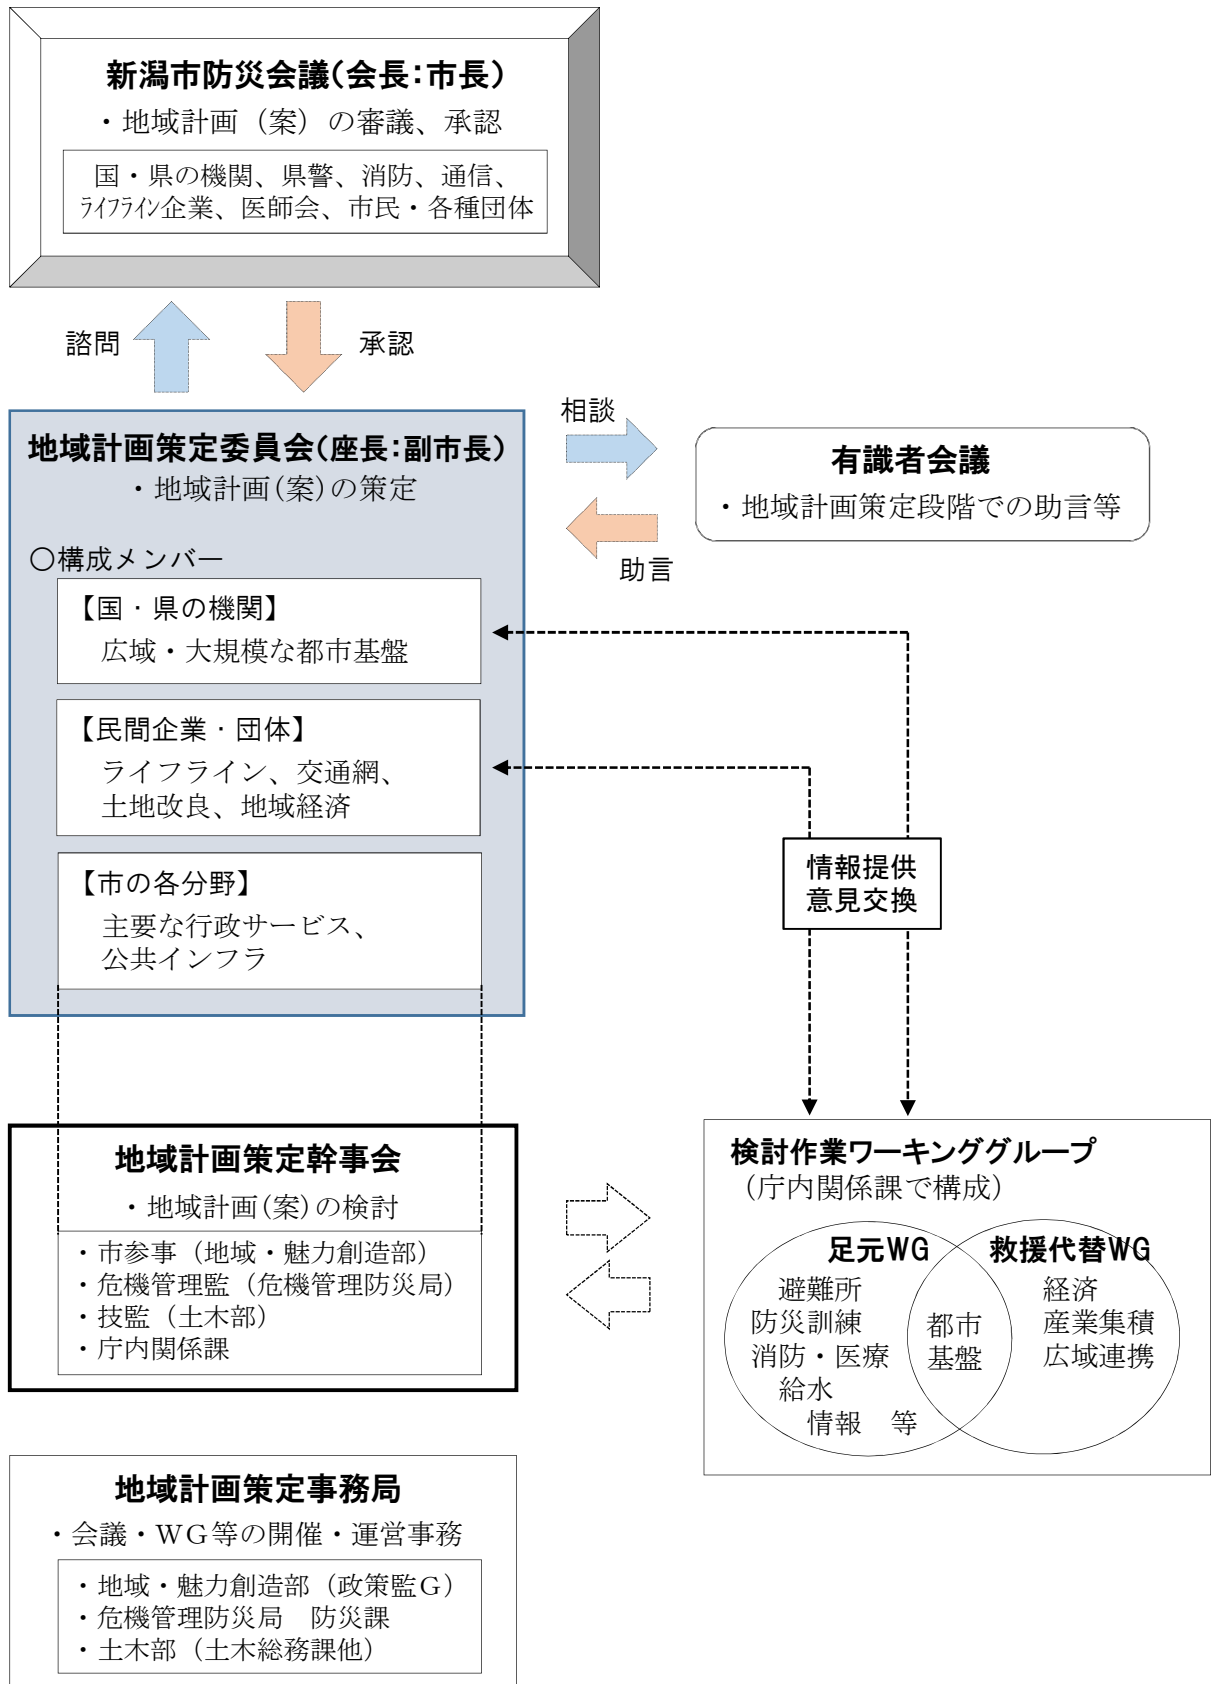 新潟市防災会議(会長:市長)
・地域計画（案）の審議、承認
国・県の機関、県警、消防、通信、
ﾗｲﾌﾗｲﾝ企業、医師会、市民・各種団体
諮問
承認
地域計画策定委員会(座長:副市長)
・地域計画(案)の策定
相談
有識者会議
・地域計画策定段階での助言等
助言
〇構成メンバー
【国・県の機関】
広域・大規模な都市基盤
【民間企業・団体】
ライフライン、交通網、
土地改良、地域経済
【市の各分野】
主要な行政サービス、
公共インフラ
情報提供
意見交換
地域計画策定幹事会
・地域計画(案)の検討
・市参事（地域・魅力創造部）
・危機管理監（危機管理防災局）
・技監（土木部）
・庁内関係課
検討作業ワーキンググループ
（庁内関係課で構成）
足元WG
避難所
防災訓練
消防・医療
給水
情報　等
都市
基盤
救援代替WG
経済
産業集積
広域連携
地域計画策定事務局
・会議・ＷＧ等の開催・運営事務
・地域・魅力創造部（政策監Ｇ）
・危機管理防災局　防災課
・土木部（土木総務課他）